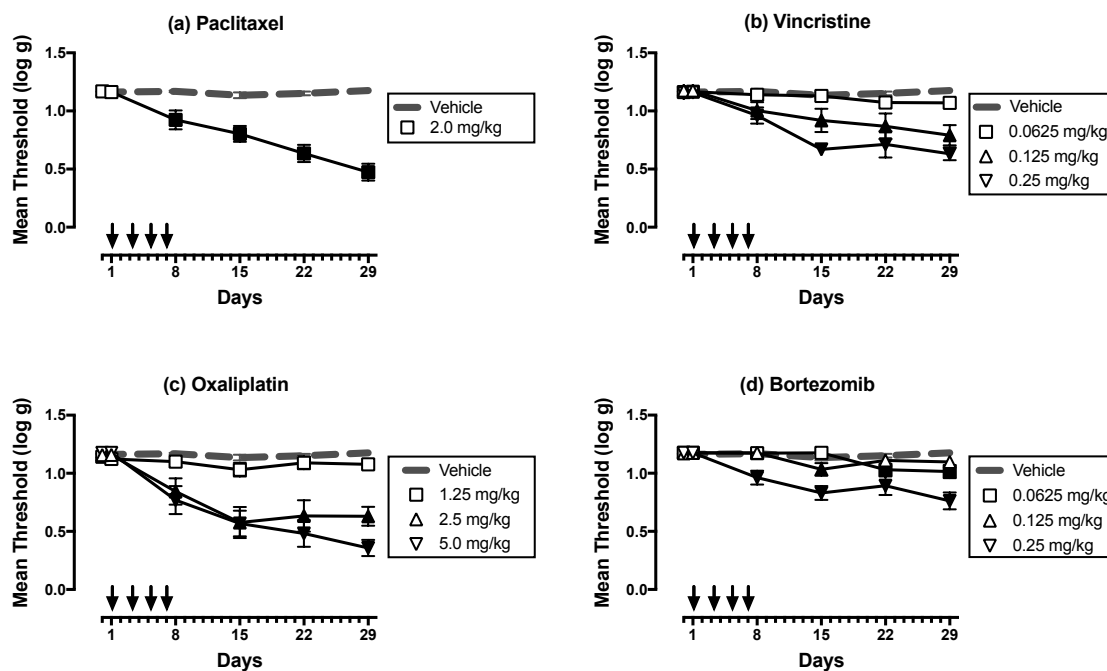 (a) Paclitaxel
Mean Threshold (log g)
1.5
1.0
0.5
0.0
1 8 15 22 29
Days
Vehicle
2.0 mg/kg
(b) Vincristine
Mean Threshold (log g)
1.5
1.0
0.5
0.0
1 8 15 22 29
Days
Vehicle
0.0625 mg/kg
0.125 mg/kg
0.25 mg/kg
(c) Oxaliplatin
Mean Threshold (log g)
1.5
1.0
0.5
0.0
1 8 15 22 29
Days
Vehicle
1.25 mg/kg
2.5 mg/kg
5.0 mg/kg
(d) Bortezomib
Mean Threshold (log g)
1.5
1.0
0.5
0.0
1 8 15 22 29
Days
Vehicle
0.0625 mg/kg
0.125 mg/kg
0.25 mg/kg